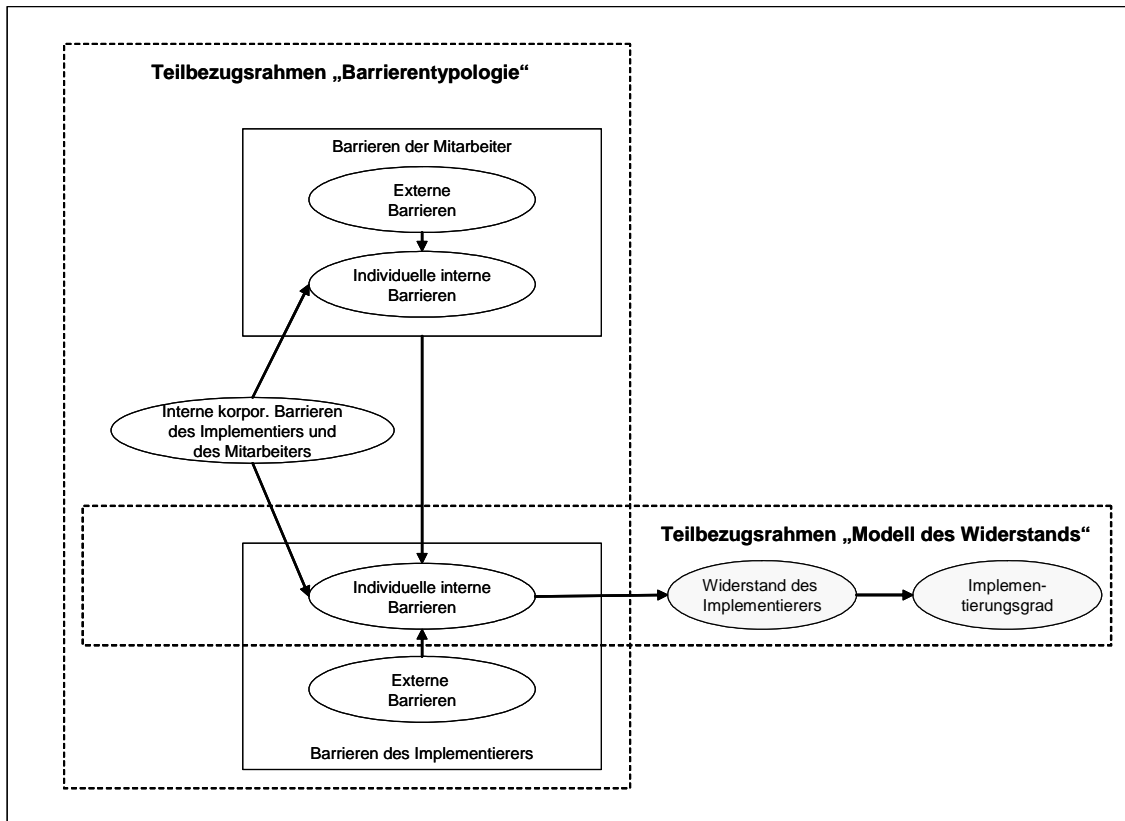 Teilbezugsrahmen „Barrierentypologie“
Barrieren der Mitarbeiter
Externe
Barrieren
Individuelle interne
Barrieren
Interne korpor. Barrieren
des Implementiers und
des Mitarbeiters
Teilbezugsrahmen „Modell des Widerstands“
Individuelle interne
Barrieren
Widerstand des
Implementierers
Implemen-
tierungsgrad
Externe
Barrieren
Barrieren des Implementierers